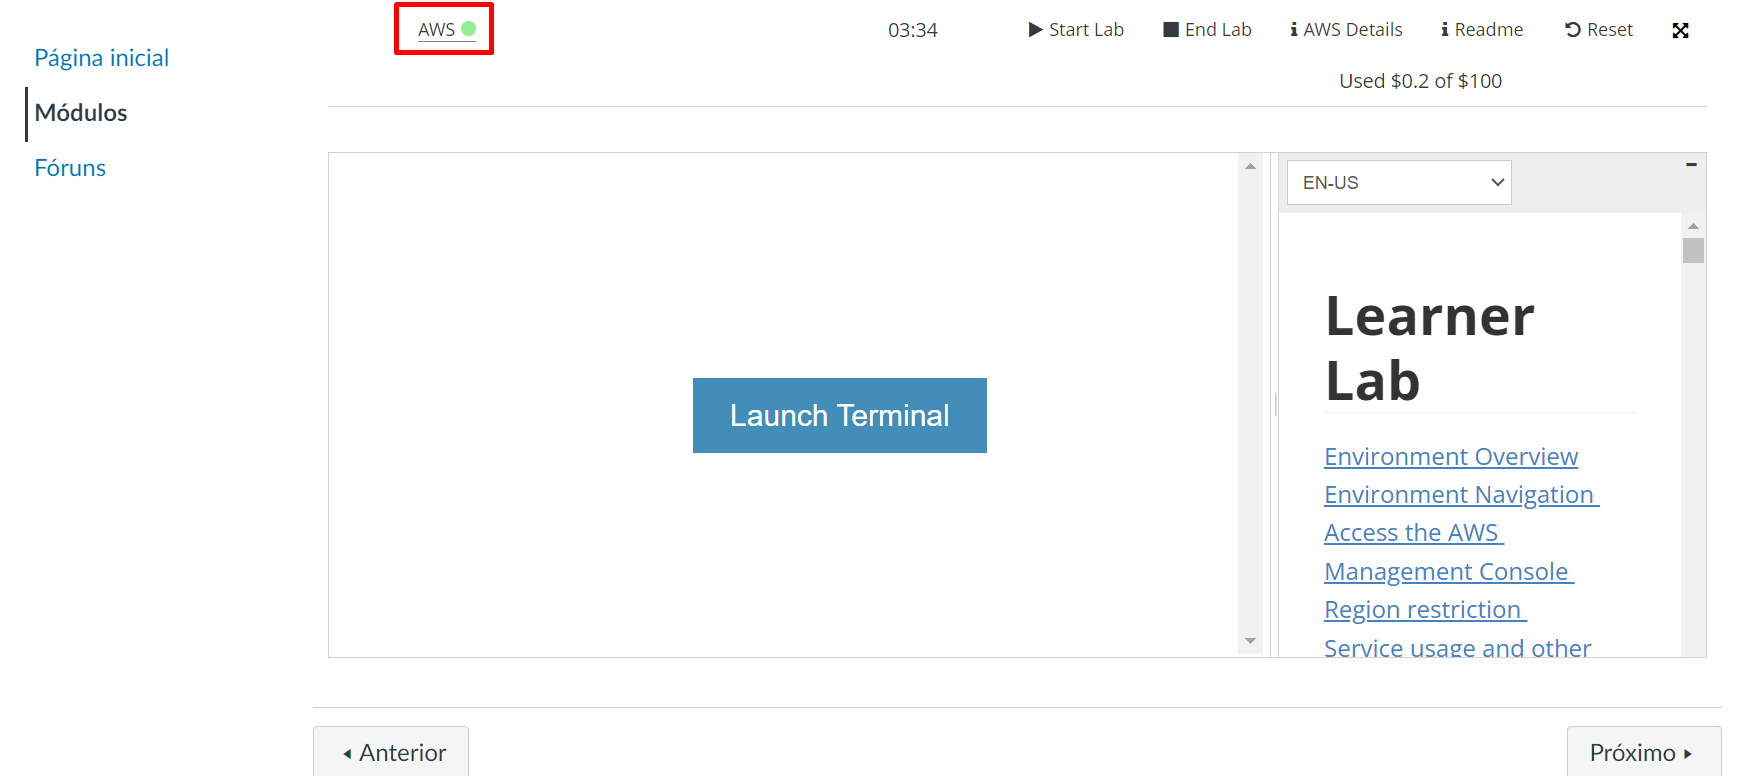 AWS
03:34
Start Lab
End Lab
AWS Details
Readme
Reset
Used $0.2 of $100
Página inicial
Módulos
Fóruns
Launch Terminal
EN-US
Learner
Lab
Environment Overview
Environment Navigation
Access the AWS
Management Console
Region restriction
Service usage and other
Anterior
Próximo